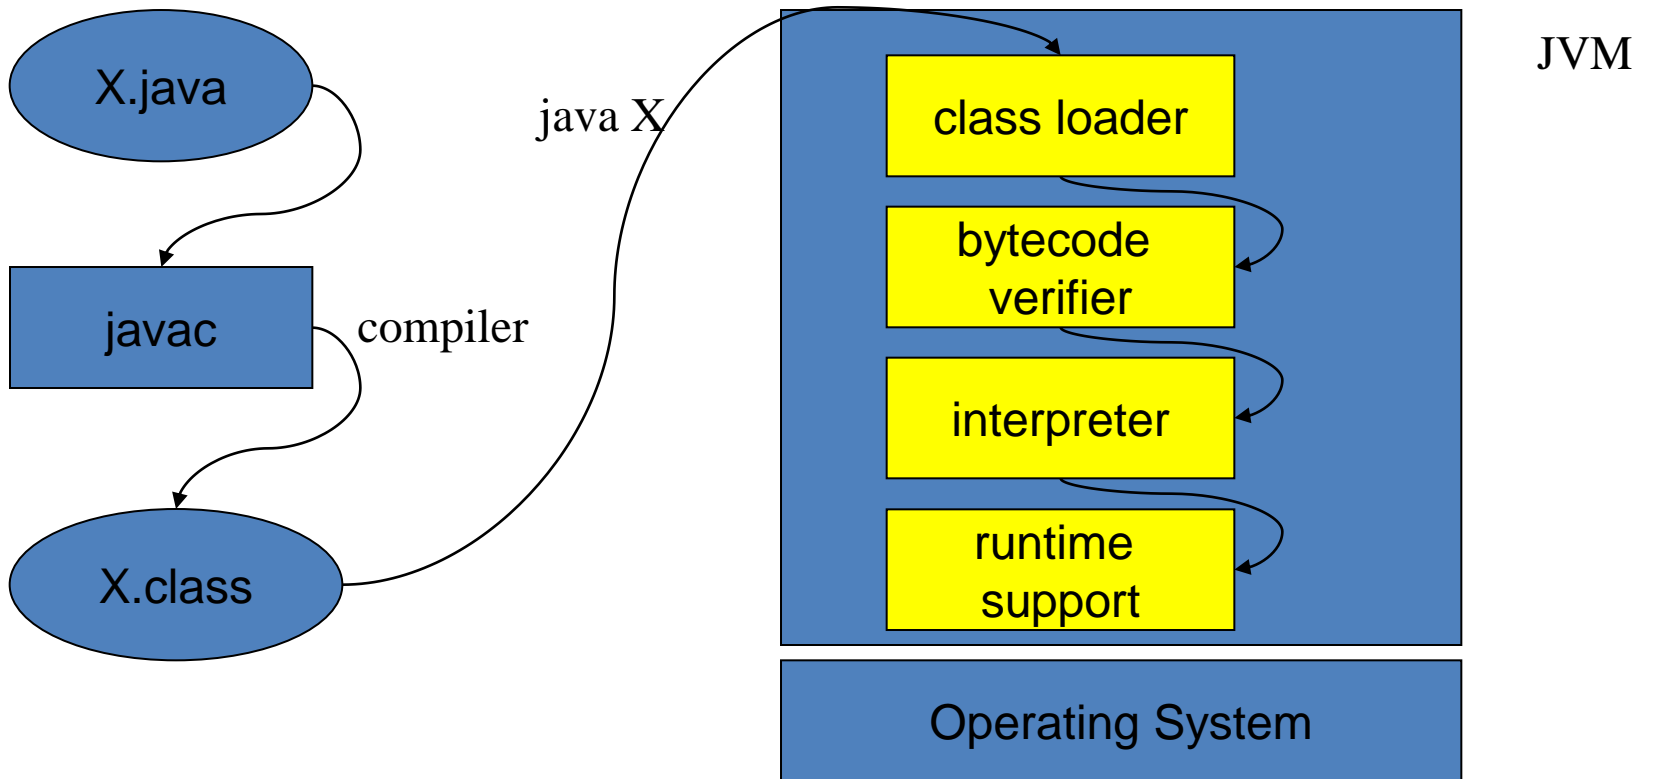 X.java
javac
compiler
X.class
java X
JVM
class loader
bytecode
verifier
interpreter
runtime
support
Operating System